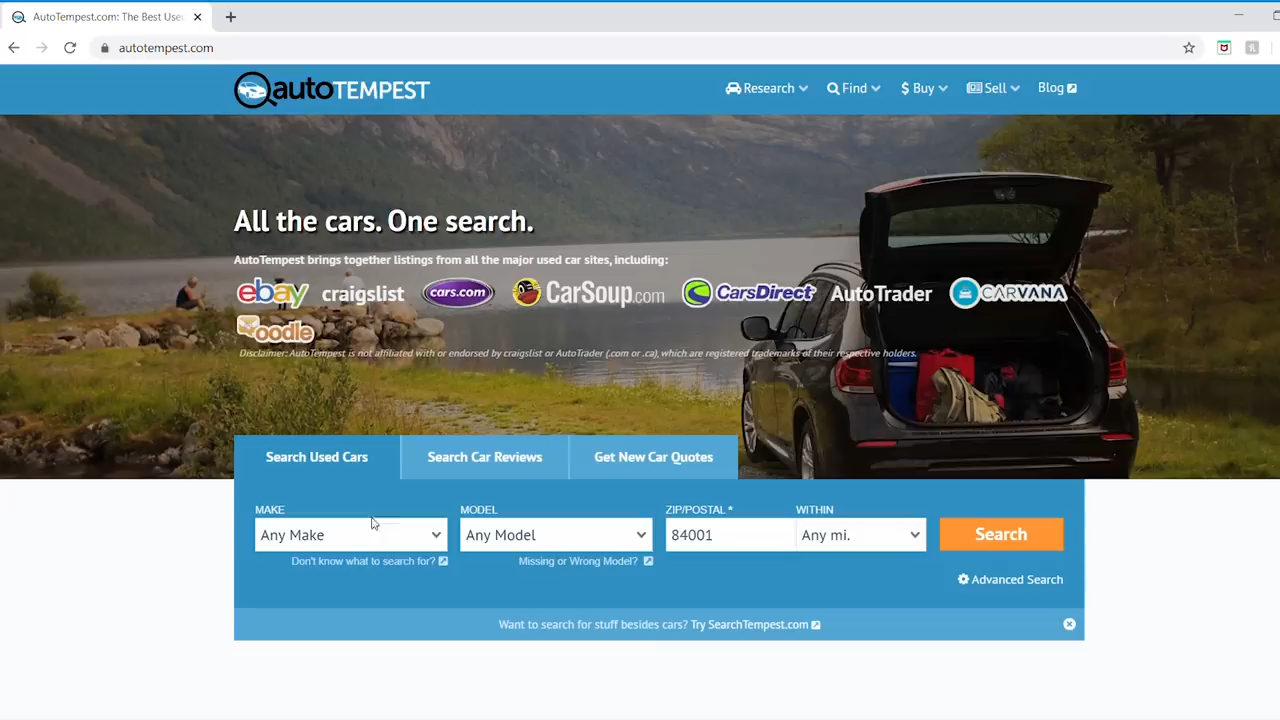 AutoTempest.com: The Best Use
autotempest.com
autoTEMPEST
Research
Find
$ Buy
Sell
Blog
All the cars. One search.
AutoTempest brings together listings from all the major used car sites, including:
ebay
craigslist
cars.com
CarSoup.com
CarsDirect
AutoTrader
CARVANA
oodle
Disclaimer: AutoTempest is not affiliated with or endorsed by craigslist or AutoTrader (.com or .ca), which are registered trademarks of their respective holders.
Search Used Cars
Search Car Reviews
Get New Car Quotes
MAKE
MODEL
ZIP/POSTAL *
WITHIN
Any Make
Any Model
84001
Any mi.
Search
Don't know what to search for?
Missing or Wrong Model?
Advanced Search
Want to search for stuff besides cars? Try SearchTempest.com